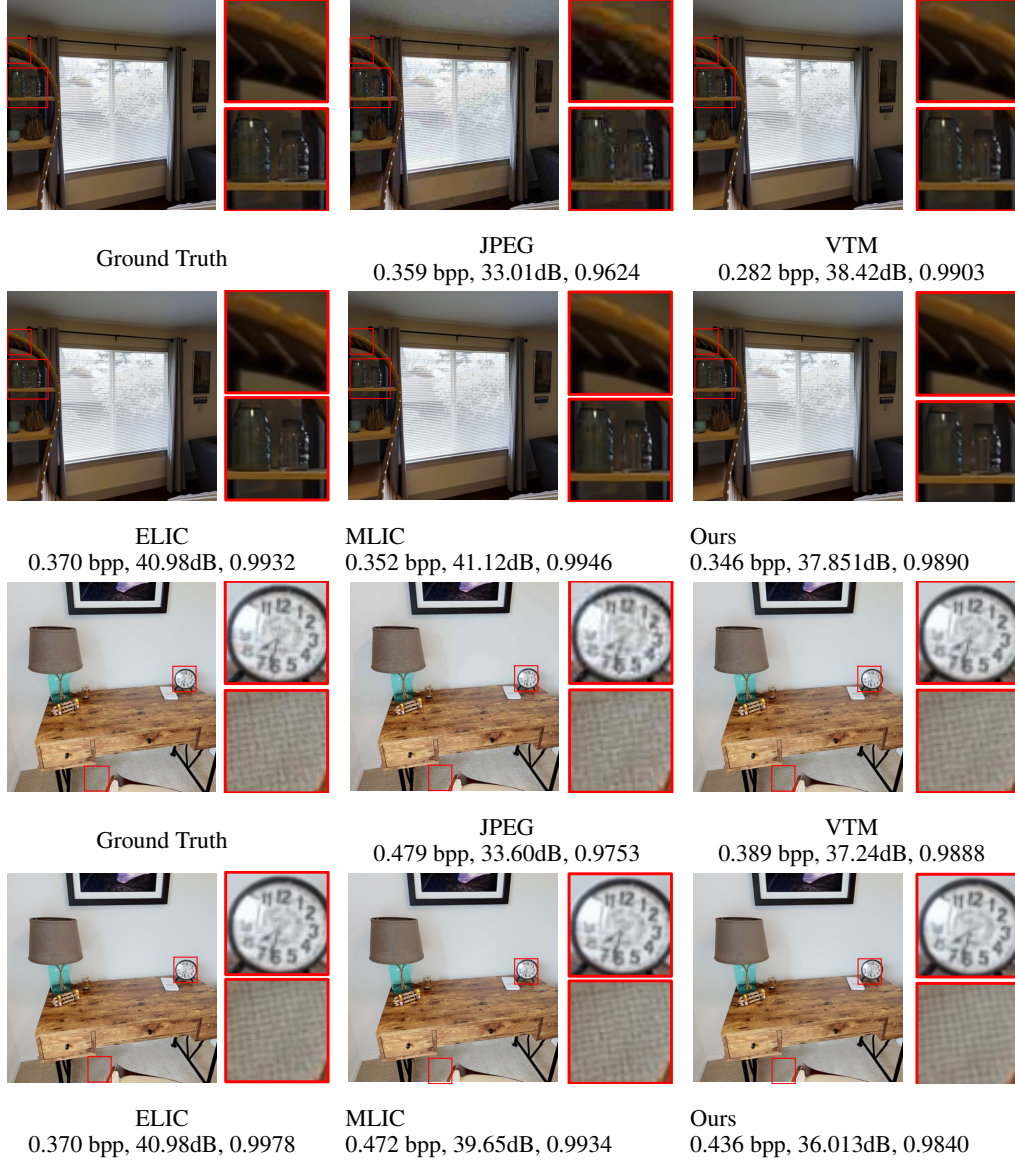 Ground Truth
JPEG
0.359 bpp, 33.01dB, 0.9624
VTM
0.282 bpp, 38.42dB, 0.9903
ELIC
0.370 bpp, 40.98dB, 0.9932
MLIC
0.352 bpp, 41.12dB, 0.9946
Ours
0.346 bpp, 37.851dB, 0.9890
Ground Truth
JPEG
0.479 bpp, 33.60dB, 0.9753
VTM
0.389 bpp, 37.24dB, 0.9888
ELIC
0.370 bpp, 40.98dB, 0.9978
MLIC
0.472 bpp, 39.65dB, 0.9934
Ours
0.436 bpp, 36.013dB, 0.9840